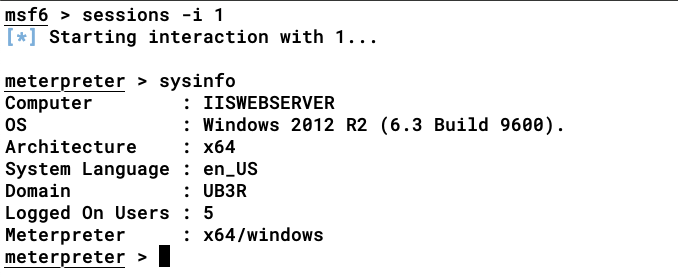 msf6 > sessions -i 1
[*] Starting interaction with 1...
meterpreter > sysinfo
Computer : IISWEBSERVER
OS : Windows 2012 R2 (6.3 Build 9600).
Architecture : x64
System Language : en_US
Domain : UB3R
Logged On Users : 5
Meterpreter : x64/windows
meterpreter >